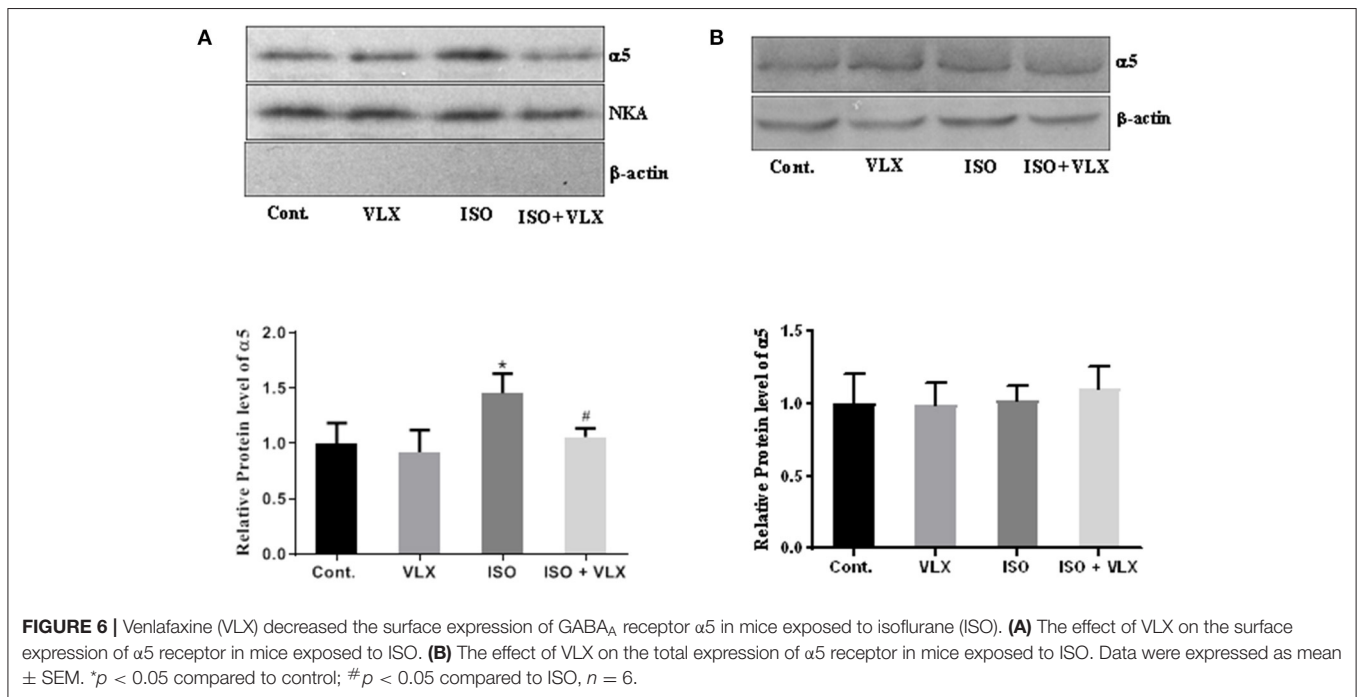 A
α5
NKA
β-actin
Cont. VLX ISO ISO+VLX
B
α5
β-actin
Cont. VLX ISO ISO+VLX
Relative Protein level of α5
2.0
1.5
1.0
0.5
0.0
*
#
Cont. VLX ISO ISO + VLX
Relative Protein level of α5
1.5
1.0
0.5
0.0
Cont. VLX ISO ISO + VLX
FIGURE 6 | Venlafaxine (VLX) decreased the surface expression of GABAA receptor α5 in mice exposed to isoflurane (ISO). (A) The effect of VLX on the surface
expression of α5 receptor in mice exposed to ISO. (B) The effect of VLX on the total expression of α5 receptor in mice exposed to ISO. Data were expressed as mean
± SEM. *p < 0.05 compared to control; #p < 0.05 compared to ISO, n = 6.